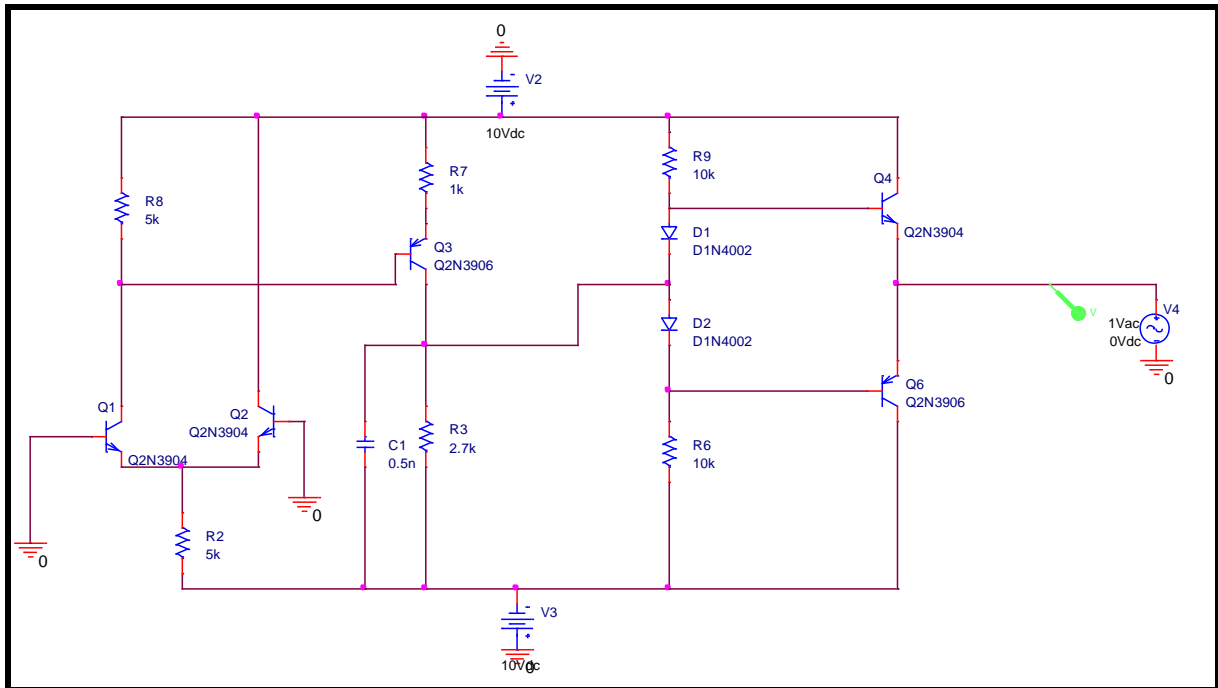 0
-
V2
+
10Vdc
R8
5k
R7
1k
R9
10k
Q4
Q2N3904
Q3
Q2N3906
D1
D1N4002
D2
D1N4002
V
V4
1Vac
0Vdc
+
-
0
Q1
Q2N3904
Q2
Q2N3904
0
C1
0.5n
R3
2.7k
Q6
Q2N3906
R6
10k
0
R2
5k
-
V3
+
10Vdc
0